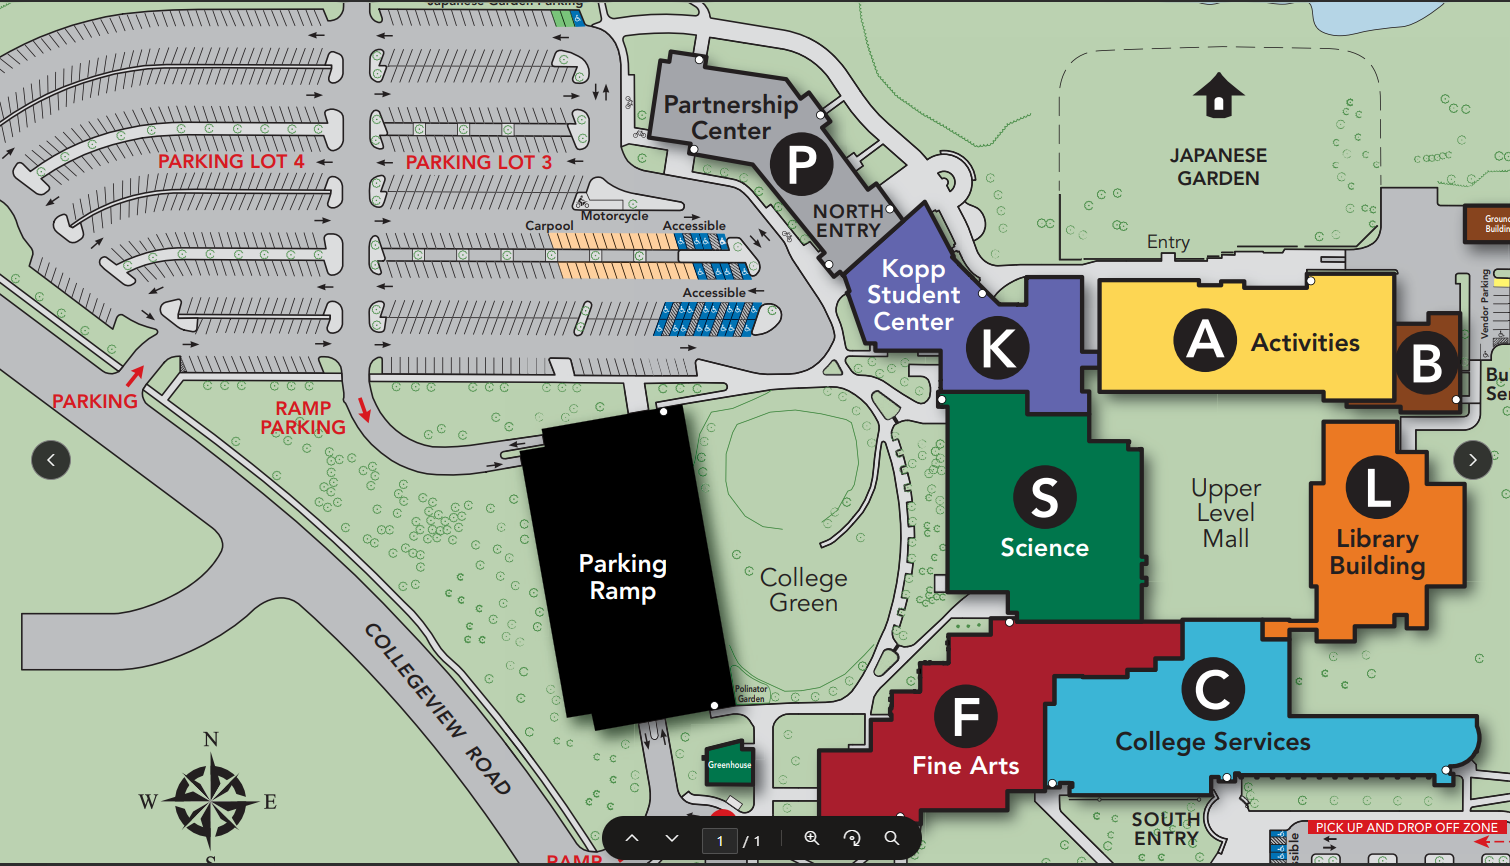 Japanese Garden Parking
PARKING LOT 4
PARKING LOT 3
Partnership
Center
P
NORTH
ENTRY
JAPANESE
GARDEN
Entry
Motorcycle
Carpool
Accessible
Accessible
Kopp
Student
Center
K
A
Activities
B
Vendor Parking
PARKING
RAMP
PARKING
Parking
Ramp
College
Green
S
Science
Upper
Level
Mall
L
Library
Building
COLLEGEVIEW ROAD
Polinator
Garden
Greenhouse
F
Fine Arts
C
College Services
SOUTH
ENTRY
PICK UP AND DROP OFF ZONE
N
W
E
S
RAMP
1 / 1